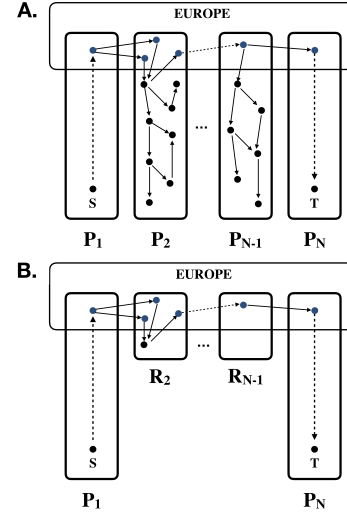 A.
EUROPE
...
S
T
P1 P2 PN-1 PN
B.
EUROPE
...
R2 RN-1
S
T
P1 PN